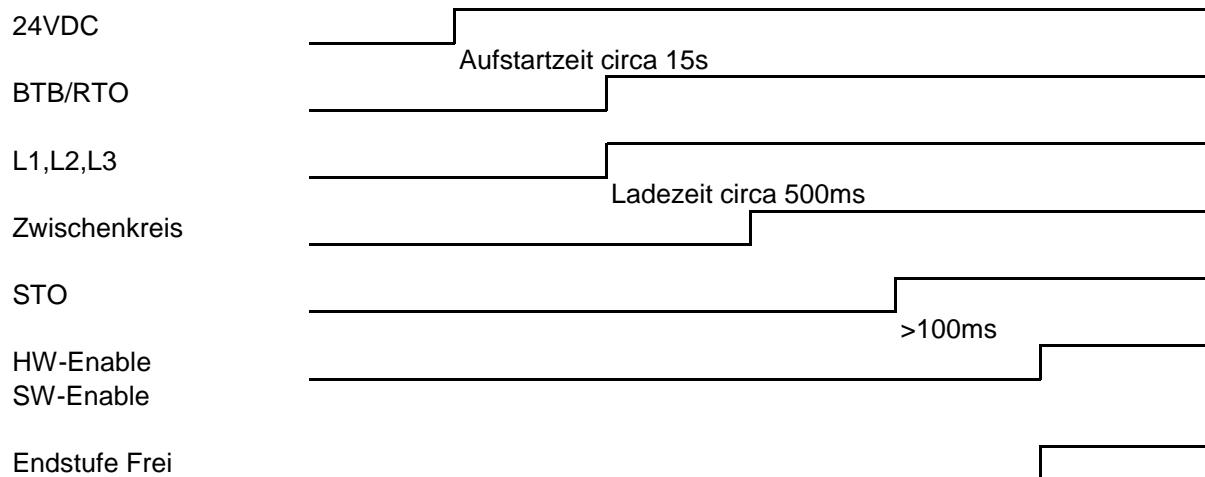 24VDC
Aufstartzeit circa 15s
BTB/RTO
L1,L2,L3
Ladezeit circa 500ms
Zwischenkreis
STO
>100ms
HW-Enable
SW-Enable
Endstufe Frei